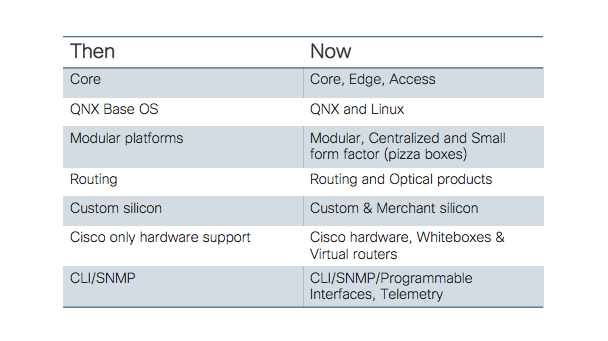 Then Now
Core Core, Edge, Access
QNX Base OS QNX and Linux
Modular platforms Modular, Centralized and Small
form factor (pizza boxes)
Routing Routing and Optical products
Custom silicon Custom & Merchant silicon
Cisco only hardware support Cisco hardware, Whiteboxes &
Virtual routers
CLI/SNMP CLI/SNMP/Programmable
Interfaces, Telemetry